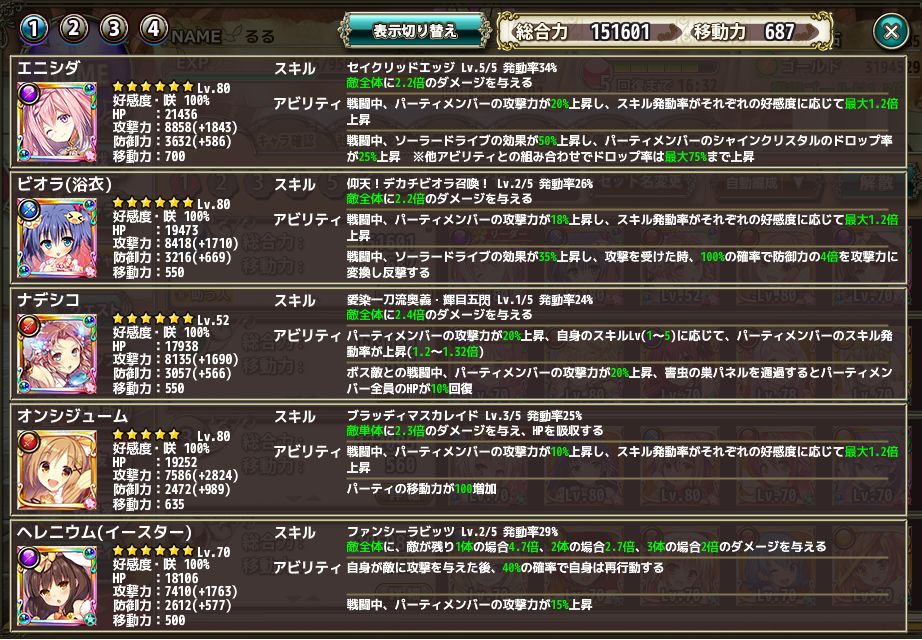 1 2 3 4 NAME るる 表示切り替え 総合力 151601 移動力 687
エニシダ
★★★★★★Lv.80
好感度・咲 100%
HP :21436
攻撃力:8858(+1843)
防御力:3632(+586)
移動力:700
スキル セイクリッドエッジ Lv.5/5 発動率34%
敵全体に2.2倍のダメージを与える
アビリティ 戦闘中、パーティメンバーの攻撃力が20%上昇し、スキル発動率がそれぞれの好感度に応じて最大1.2倍
上昇
戦闘中、ソーラードライブの効果が50%上昇し、パーティメンバーのシャインクリスタルのドロップ率
が25%上昇 ※他アビリティとの組み合わせでドロップ率は最大75%まで上昇
ビオラ(浴衣)
★★★★★★Lv.80
好感度・咲 100%
HP :19473
攻撃力:8418(+1710)
防御力:3216(+669)
移動力:550
スキル 仰天!デカチビオラ召喚! Lv.2/5 発動率26%
敵全体に2.2倍のダメージを与える
アビリティ 戦闘中、パーティメンバーの攻撃力が18%上昇し、スキル発動率がそれぞれの好感度に応じて最大1.2倍
上昇
戦闘中、ソーラードライブの効果が35%上昇し、攻撃を受けた時、100%の確率で防御力の4倍を攻撃力に
変換し反撃する
ナデシコ
★★★★★★Lv.52
好感度・咲 100%
HP :17938
攻撃力:8135(+1690)
防御力:3057(+566)
移動力:550
スキル 愛染一刀流奥義・輝目五閃 Lv.1/5 発動率24%
敵全体に2.4倍のダメージを与える
アビリティ パーティメンバーの攻撃力が20%上昇、自身のスキルLv(1〜5)に応じて、パーティメンバーのスキル発
動率が上昇(1.2〜1.32倍)
ボス敵との戦闘中、パーティメンバーの攻撃力が20%上昇、害虫の巣パネルを通過するとパーティメン
バー全員のHPが10%回復
オンシジューム
★★★★★ Lv.80
好感度・咲 100%
HP :19252
攻撃力:7586(+2824)
防御力:2472(+989)
移動力:635
スキル ブラッディマスカレイド Lv.3/5 発動率25%
敵単体に2.3倍のダメージを与え、HPを吸収する
アビリティ 戦闘中、パーティメンバーの攻撃力が10%上昇し、スキル発動率がそれぞれの好感度に応じて最大1.2倍
上昇
パーティの移動力が100増加
ヘレニウム(イースター)
★★★★★★Lv.70
好感度・咲 100%
HP :18106
攻撃力:7410(+1763)
防御力:2612(+577)
移動力:500
スキル ファンシーラビッツ Lv.2/5 発動率29%
敵全体に、敵が残り1体の場合4.7倍、2体の場合2.7倍、3体の場合2倍のダメージを与える
アビリティ 自身が敵に攻撃を与えた後、40%の確率で自身は再行動する
戦闘中、パーティメンバーの攻撃力が15%上昇